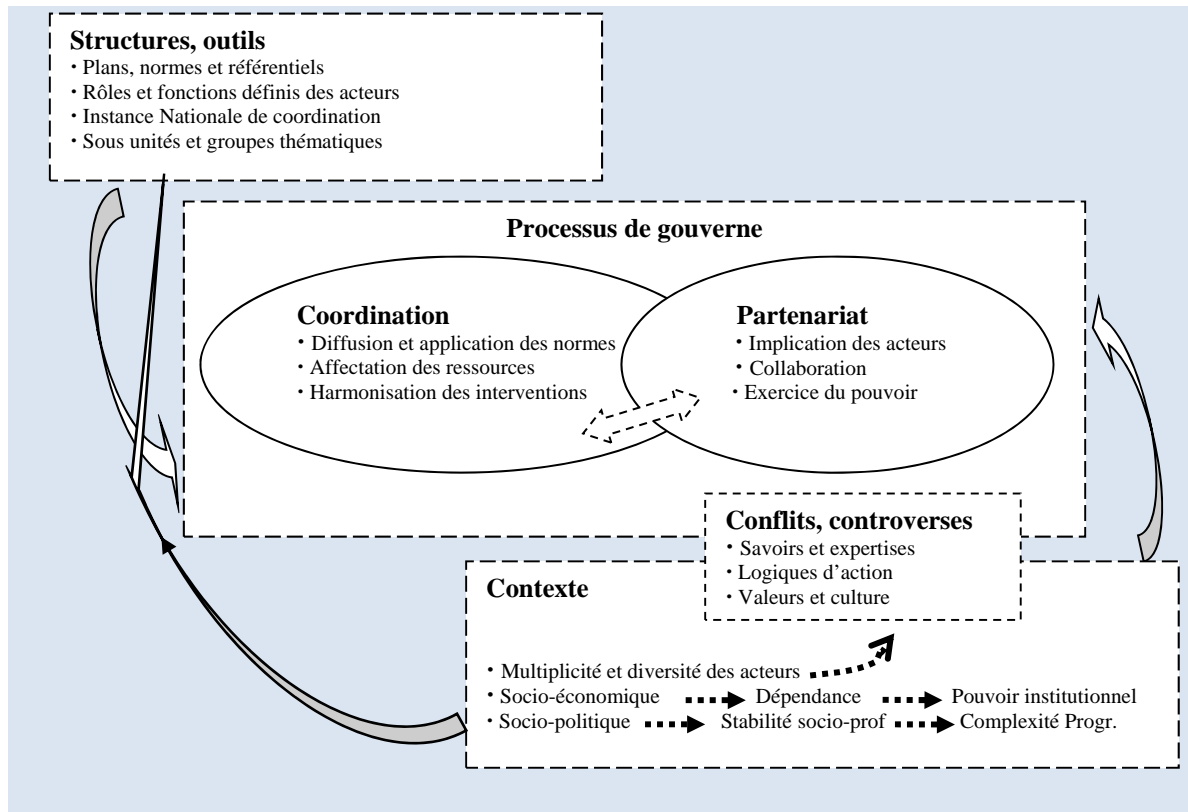 Structures, outils
· Plans, normes et référentiels
· Rôles et fonctions définis des acteurs
· Instance Nationale de coordination
· Sous unités et groupes thématiques
Processus de gouverne
Coordination
· Diffusion et application des normes
· Affectation des ressources
· Harmonisation des interventions
Partenariat
· Implication des acteurs
· Collaboration
· Exercice du pouvoir
Conflits, controverses
· Savoirs et expertises
· Logiques d’action
· Valeurs et culture
Contexte
· Multiplicité et diversité des acteurs
· Socio-économique Dépendance Pouvoir institutionnel
· Socio-politique Stabilité socio-prof Complexité Progr.